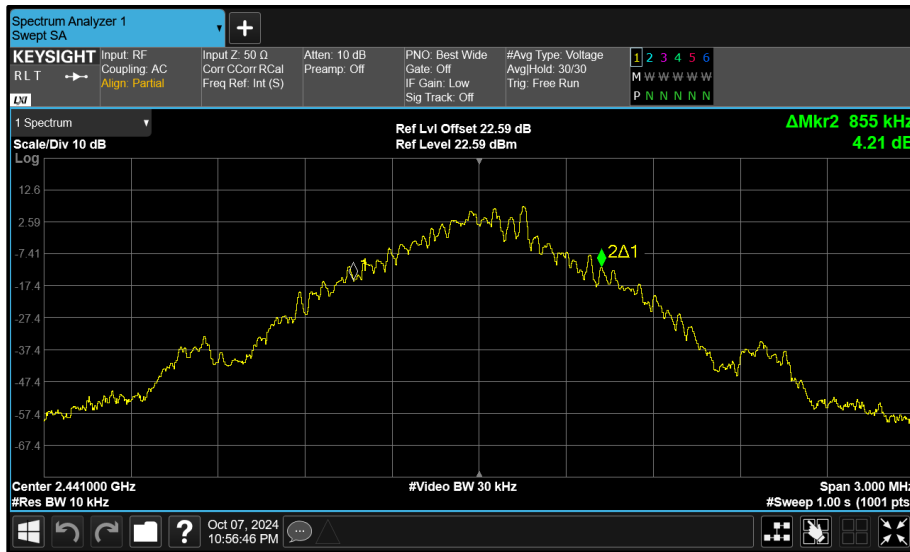 Spectrum Analyzer 1
Swept SA
+
KEYSIGHT
R L T
LXI
Input: RF
Coupling: AC
Align: Partial
Input Z: 50 Ω
Corr CCorr RCal
Freq Ref: Int (S)
Atten: 10 dB
Preamp: Off
PNO: Best Wide
Gate: Off
IF Gain: Low
Sig Track: Off
#Avg Type: Voltage
Avg|Hold: 30/30
Trig: Free Run
1 2 3 4 5 6
M W W W W W
P N N N N N
1 Spectrum
Scale/Div 10 dB
Log
Ref Lvl Offset 22.59 dB
Ref Level 22.59 dBm
ΔMkr2 855 kHz
4.21 dB
12.6
2.59
-7.41
-17.4
-27.4
-37.4
-47.4
-57.4
-67.4
1
2Δ1
Center 2.441000 GHz
#Res BW 10 kHz
#Video BW 30 kHz
Span 3.000 MHz
#Sweep 1.00 s (1001 pts
?
Oct 07, 2024
10:56:46 PM